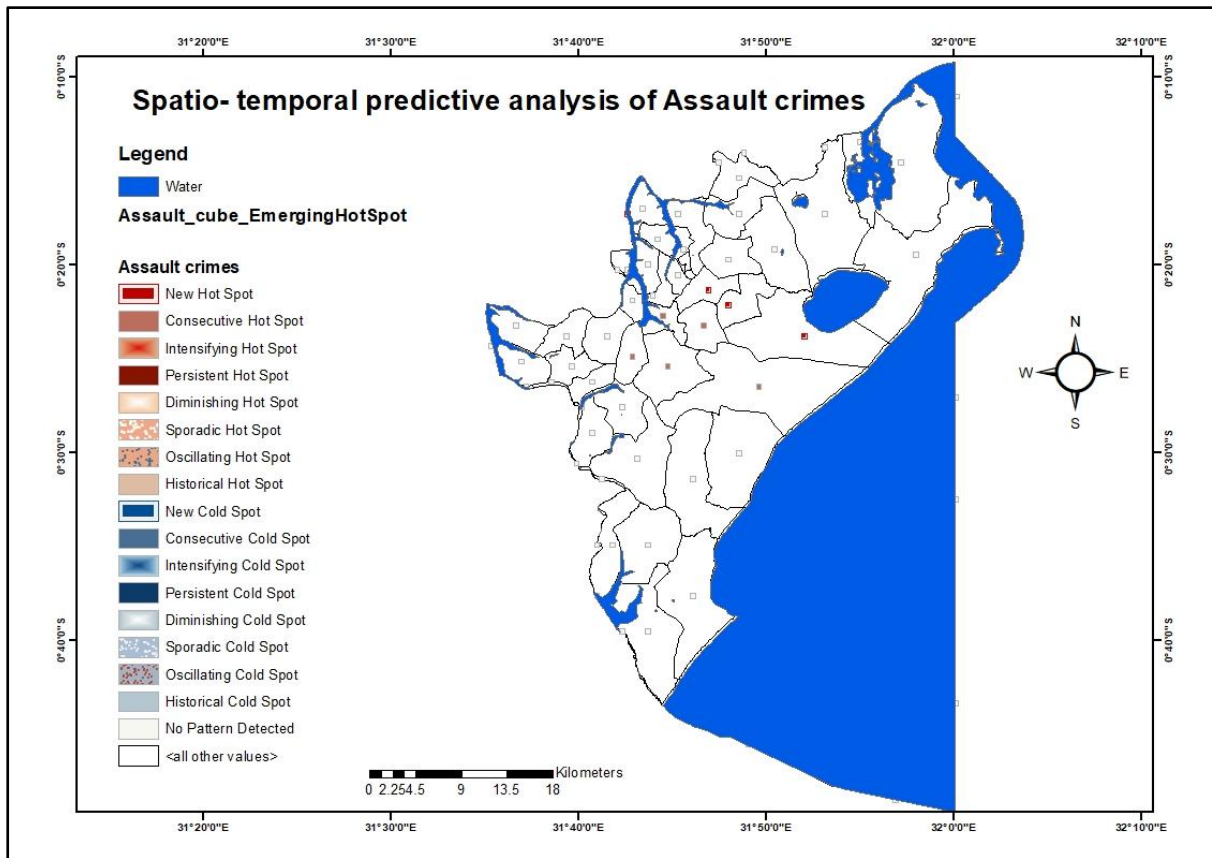 31°20'0"E 31°30'0"E 31°40'0"E 31°50'0"E 32°0'0"E 32°10'0"E
0°10'0"S 0°10'0"S
Spatio- temporal predictive analysis of Assault crimes
Legend
Water
Assault_cube_EmergingHotSpot
Assault crimes
New Hot Spot
Consecutive Hot Spot
Intensifying Hot Spot
Persistent Hot Spot
Diminishing Hot Spot
Sporadic Hot Spot
Oscillating Hot Spot
Historical Hot Spot
New Cold Spot
Consecutive Cold Spot
Intensifying Cold Spot
Persistent Cold Spot
Diminishing Cold Spot
Sporadic Cold Spot
Oscillating Cold Spot
Historical Cold Spot
No Pattern Detected
<all other values>
0°20'0"S 0°20'0"S
N
W E
S
0°30'0"S 0°30'0"S
0°40'0"S 0°40'0"S
Kilometers
0 2.254.5 9 13.5 18
31°20'0"E 31°30'0"E 31°40'0"E 31°50'0"E 32°0'0"E 32°10'0"E